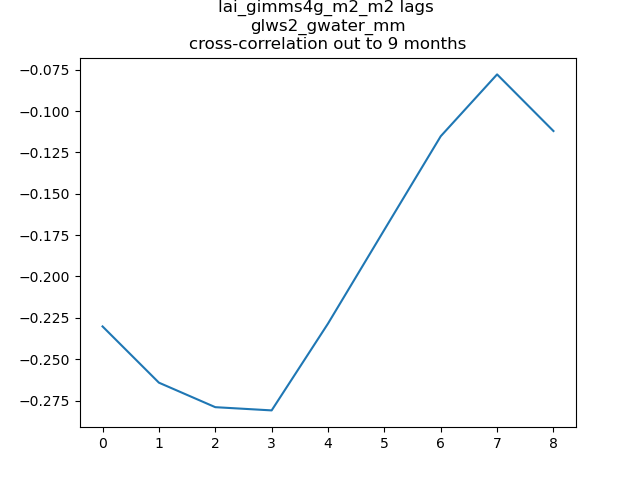 lai_gimms4g_m2_m2 lags
glws2_gwater_mm
cross-correlation out to 9 months
−0.075
−0.100
−0.125
−0.150
−0.175
−0.200
−0.225
−0.250
−0.275
0 1 2 3 4 5 6 7 8